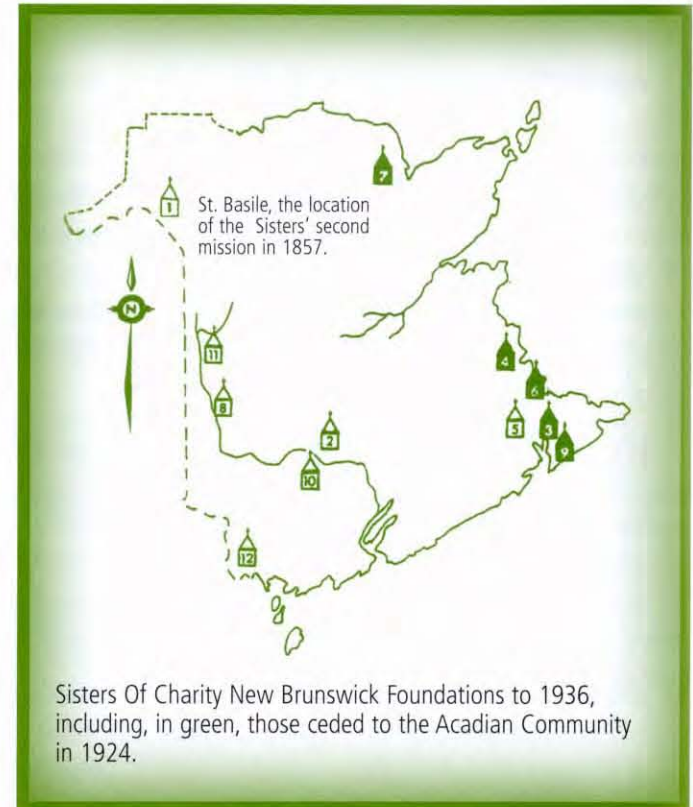 7
1
St. Basile, the location
of the Sisters' second
mission in 1857.
N
11
4
6
8
5
3
2
9
10
12
Sisters Of Charity New Brunswick Foundations to 1936,
including, in green, those ceded to the Acadian Community
in 1924.